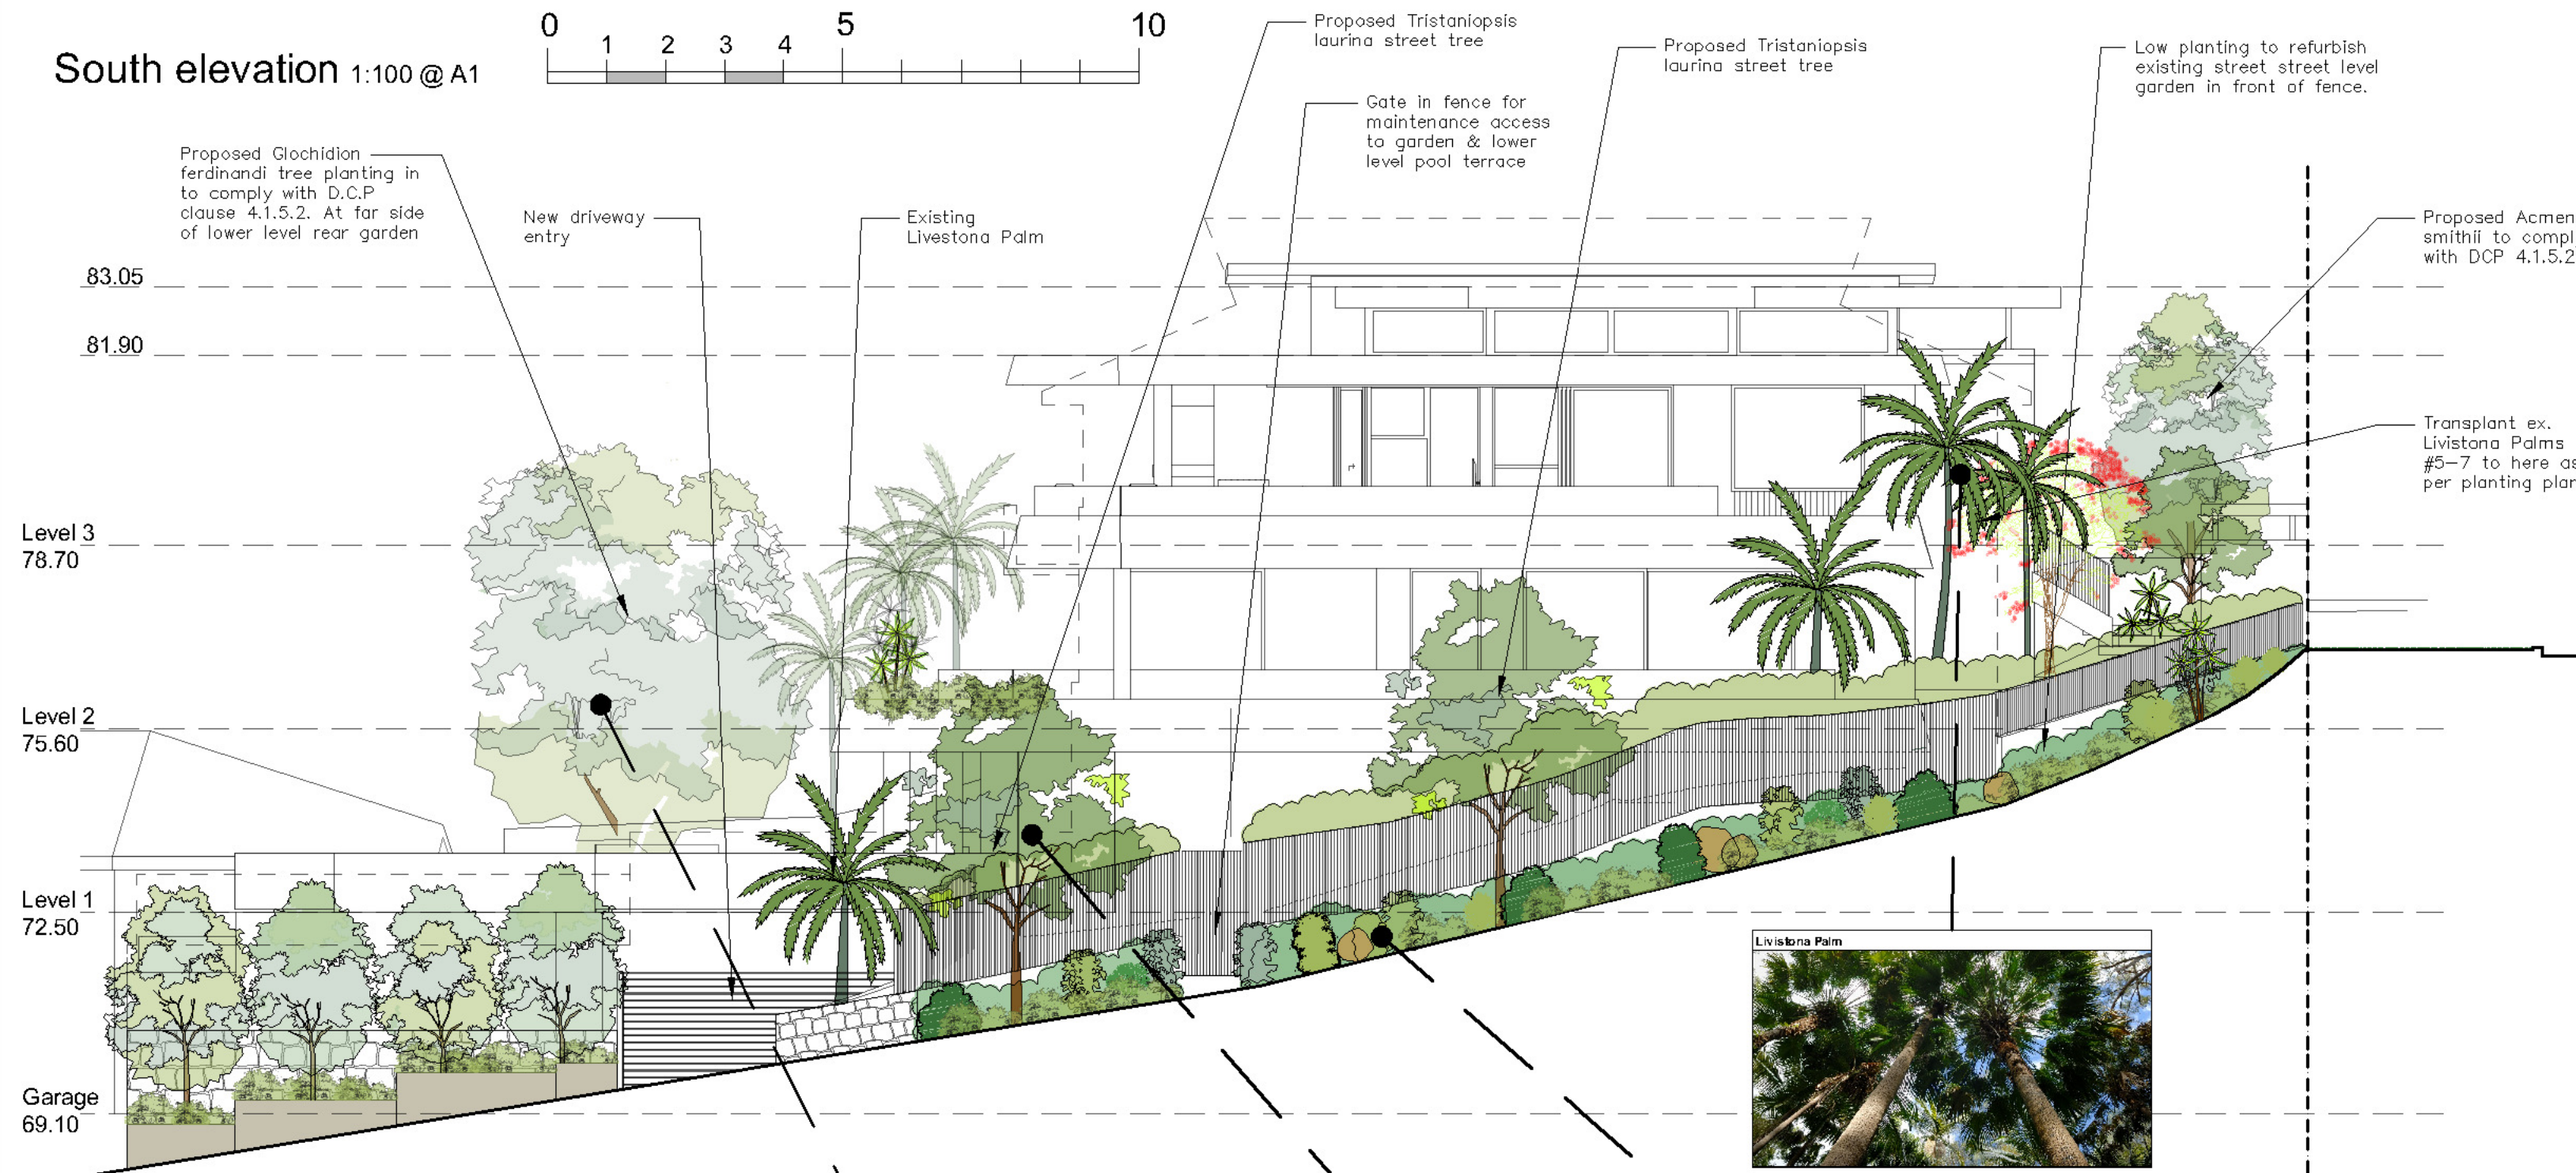 South elevation 1:100 @ A1
0 1 2 3 4 5 10
Proposed Tristaniopsis
laurina street tree
Proposed Tristaniopsis
laurina street tree
Low planting to refurbish
existing street street level
garden in front of fence.
Gate in fence for
maintenance access
to garden & lower
level pool terrace
Proposed Glochidion
ferdinandi tree planting in
to comply with D.C.P
clause 4.1.5.2. At far side
of lower level rear garden
New driveway
entry
Existing
Livestona Palm
Proposed Acmen
smithii to compl
with DCP 4.1.5.2
83.05
81.90
Transplant ex.
Livistona Palms
#5-7 to here as
per planting plan
Level 3
78.70
Level 2
75.60
Level 1
72.50
Livistona Palm
Garage
69.10